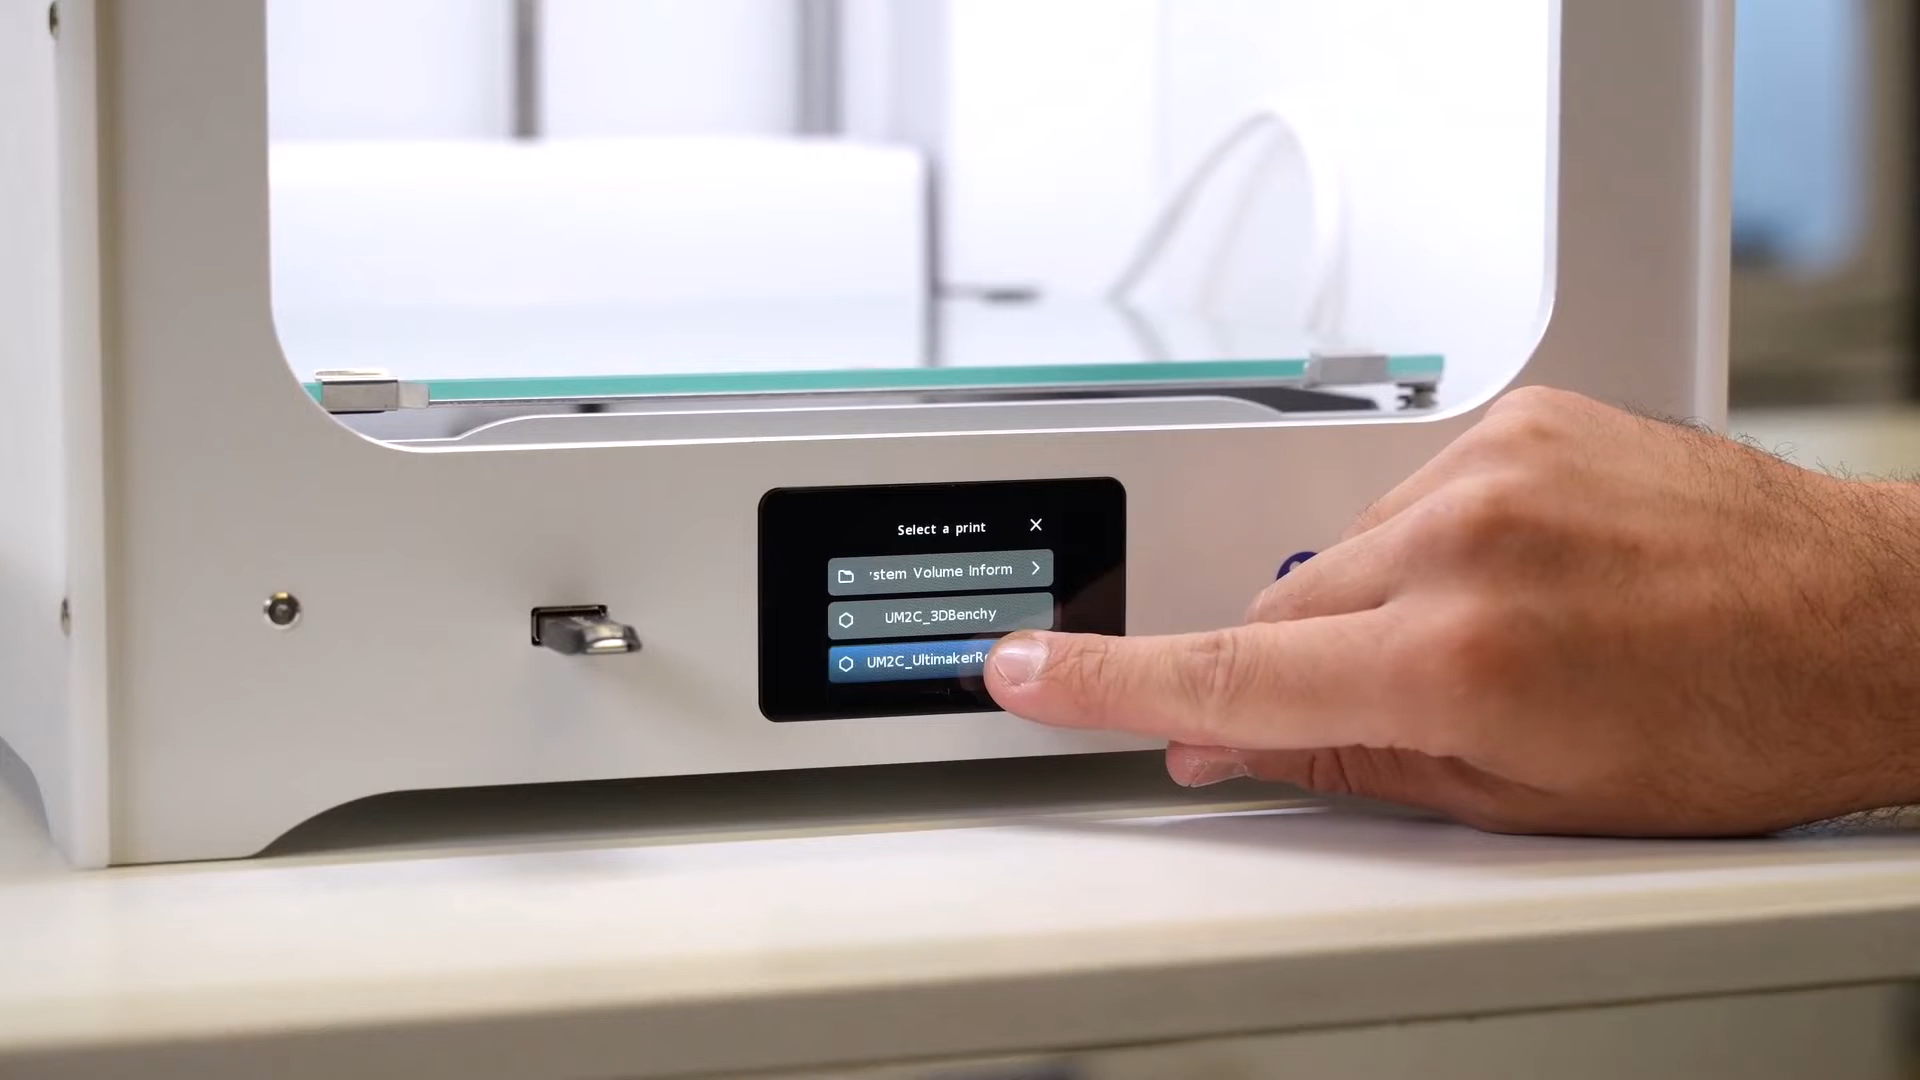 Select a print
stem Volume Inform
UM2C_3DBenchy
UM2C_UltimakerR